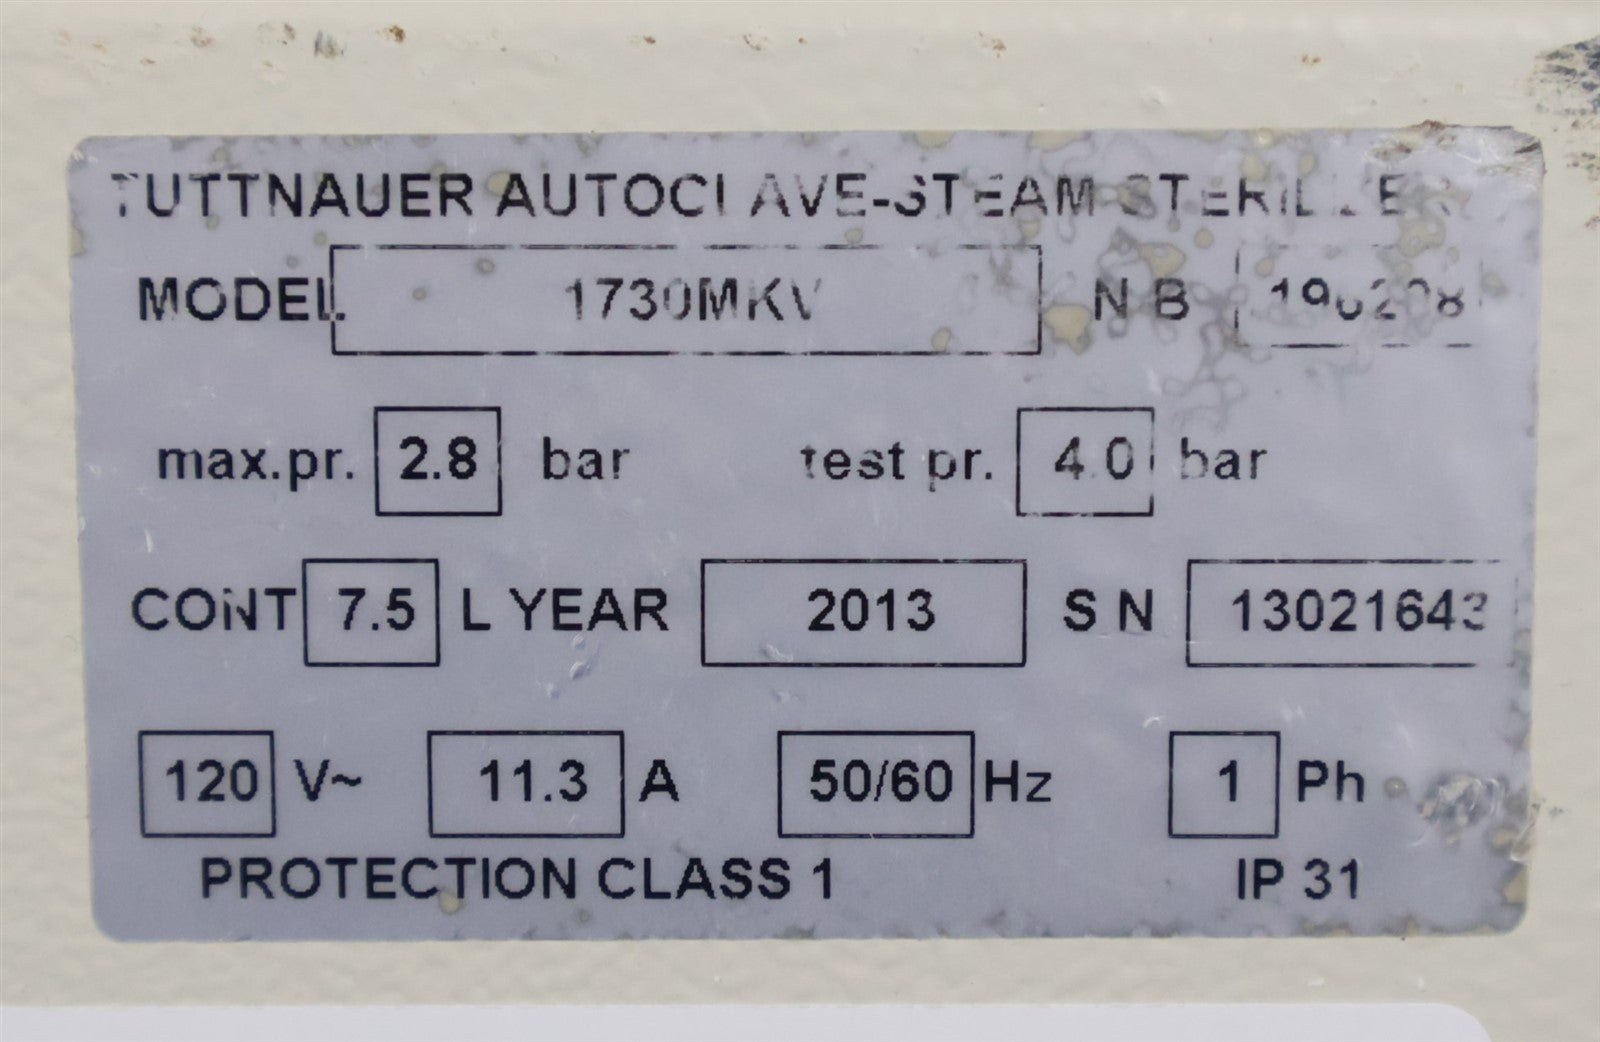 TUTTNAUER AUTOCLAVE-STEAM STERILIZER
MODEL 1730MKV N B
max.pr. 2.8 bar test pr. 4.0 bar
CONT 7.5 L YEAR 2013 S N 13021643
120 V~ 11.3 A 50/60 Hz 1 Ph
PROTECTION CLASS 1 IP 31